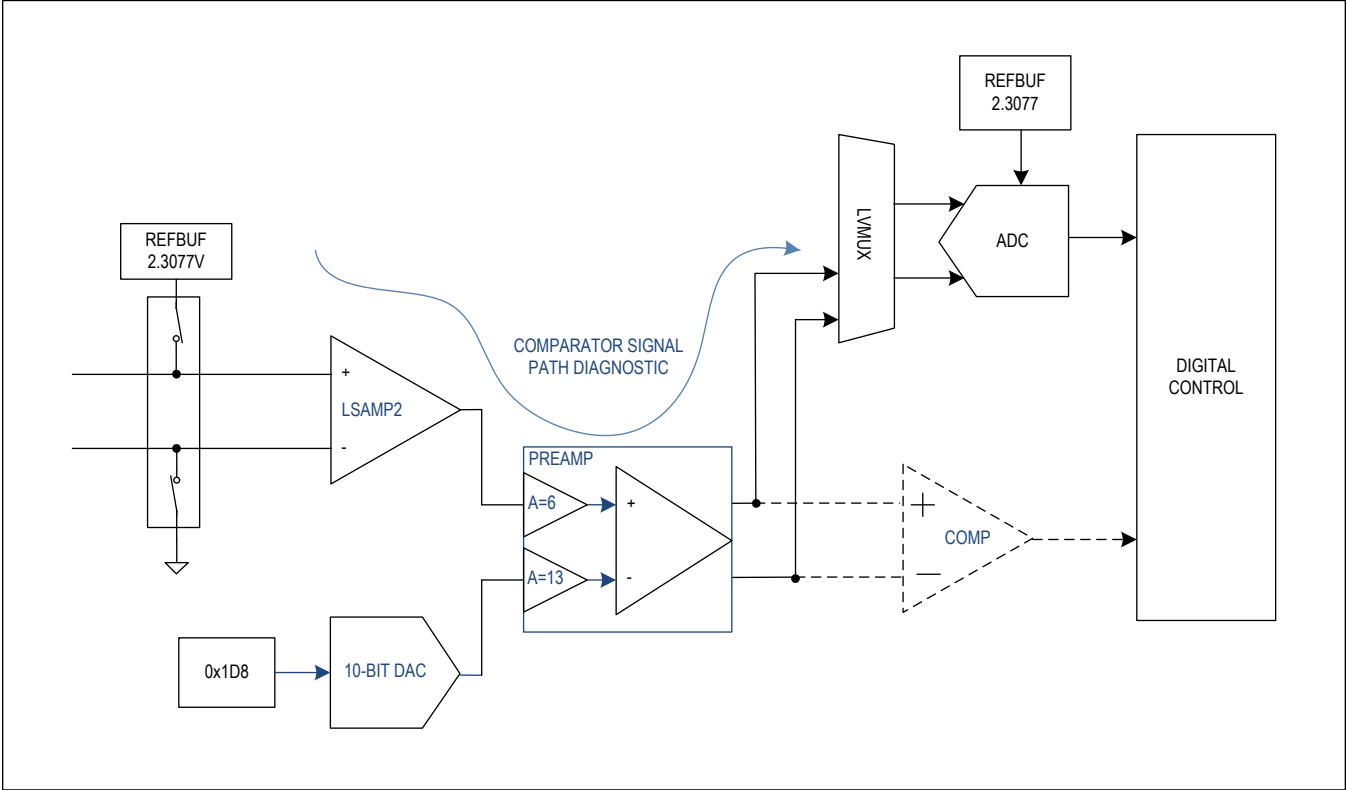 REFBUF
2.3077
REFBUF
2.3077V
LVMUX
ADC
+
LSAMP2
-
COMPARATOR SIGNAL
PATH DIAGNOSTIC
DIGITAL
CONTROL
PREAMP
A=6
+
A=13
-
+
COMP
−
0x1D8
10-BIT DAC